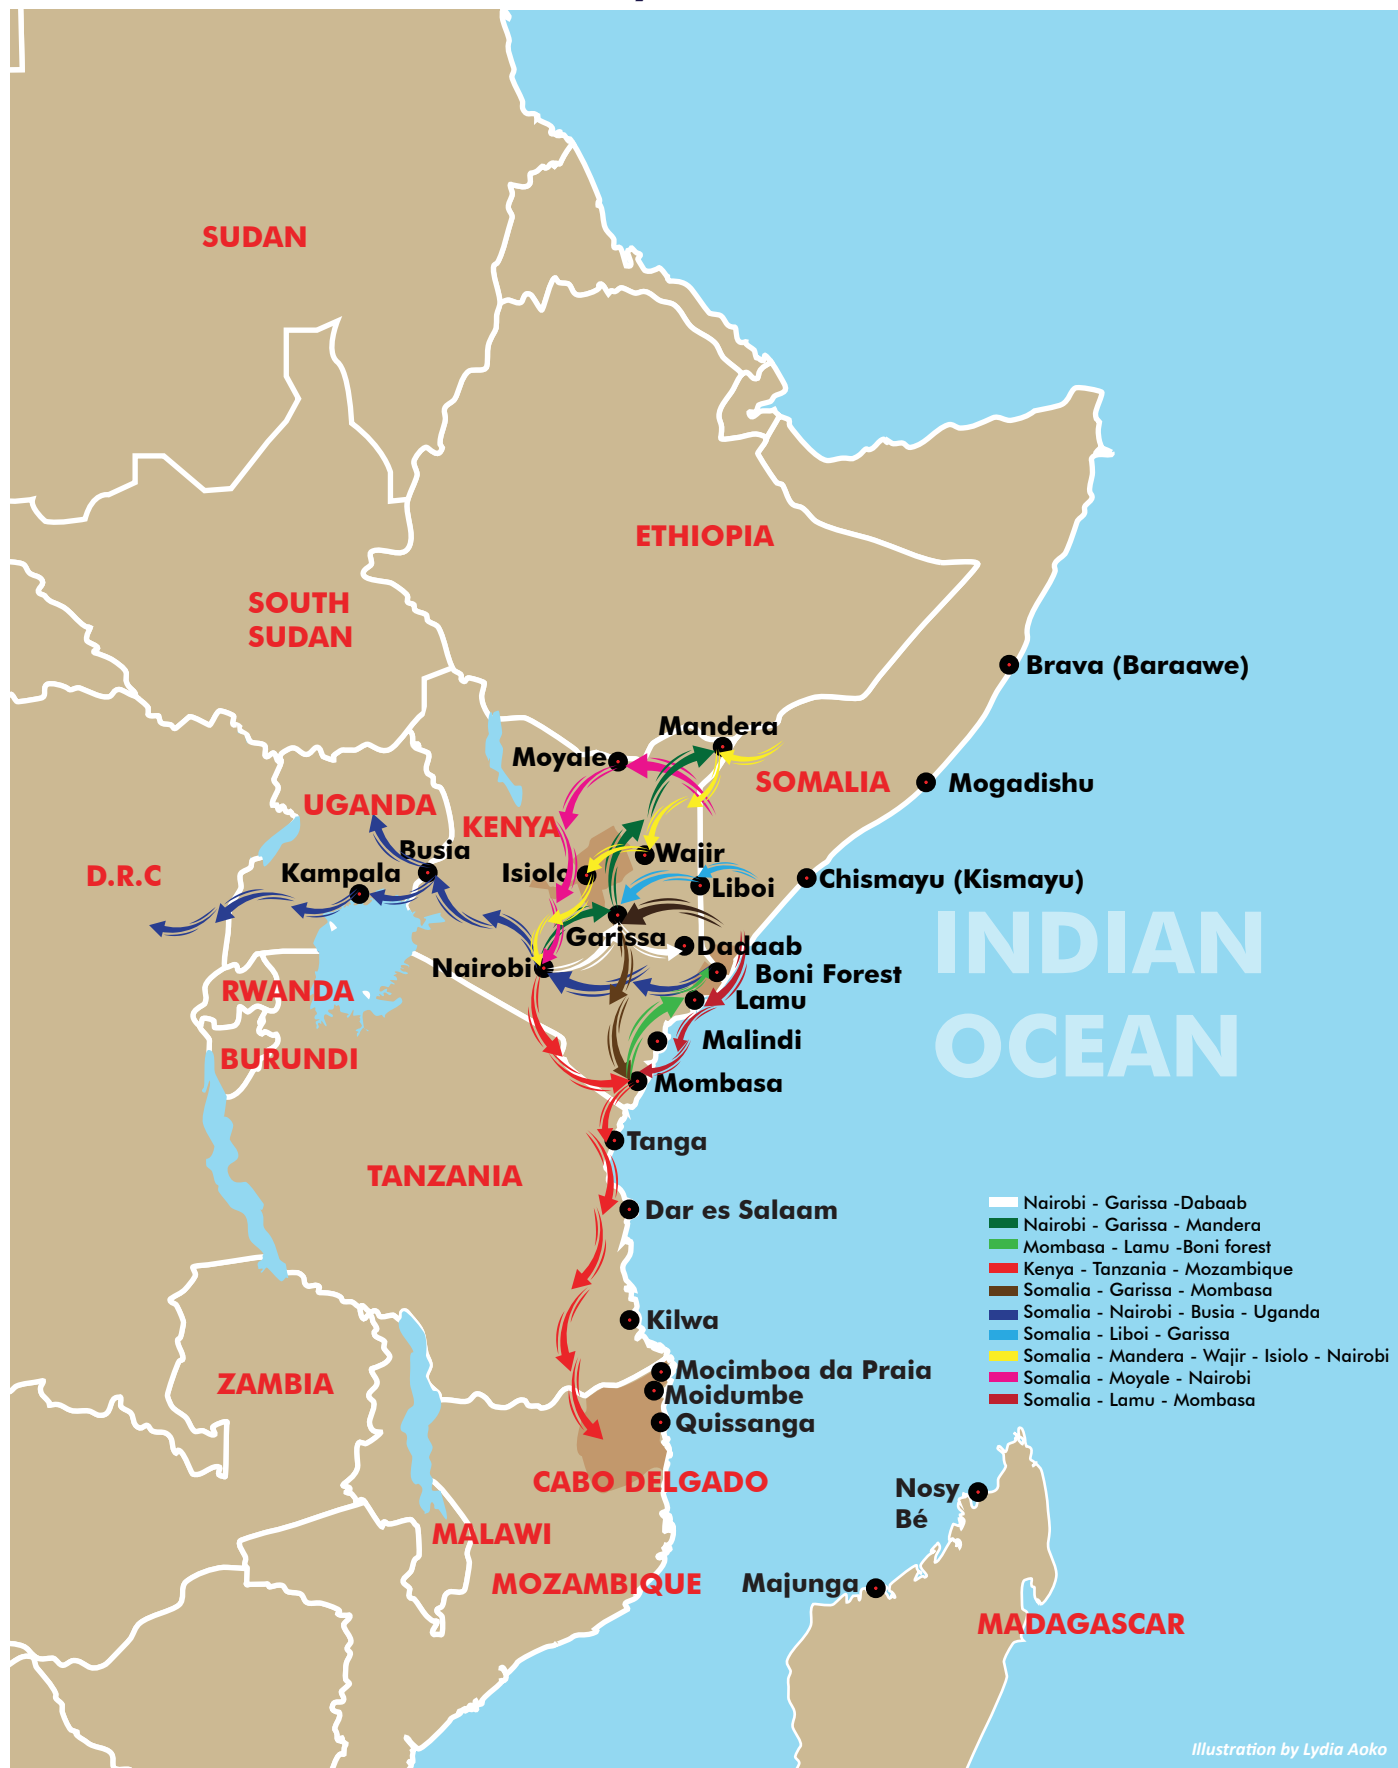 SUDAN
ETHIOPIA
SOUTH
SUDAN
Brava (Baraawe)
Mandera
Moyale
SOMALIA
Mogadishu
UGANDA
KENYA
Busia
Wajir
Kampala
Isiolo
D.R.C
Liboi
Chismayu (Kismayu)
INDIAN
OCEAN
Garissa
Dadaab
Nairobi
Boni Forest
RWANDA
Lamu
Malindi
BURUNDI
Mombasa
Tanga
TANZANIA
Dar es Salaam
Nairobi - Garissa -Dabaab
Nairobi - Garissa - Mandera
Mombasa - Lamu -Boni forest
Kenya - Tanzania - Mozambique
Somalia - Garissa - Mombasa
Somalia - Nairobi - Busia - Uganda
Somalia - Liboi - Garissa
Somalia - Mandera - Wajir - Isiolo - Nairobi
Somalia - Moyale - Nairobi
Somalia - Lamu - Mombasa
Kilwa
Mocimboa da Praia
ZAMBIA
Moidumbe
Quissanga
CABO DELGADO
Nosy
Bé
MALAWI
MOZAMBIQUE
Majunga
MADAGASCAR
Illustration by Lydia Aoko